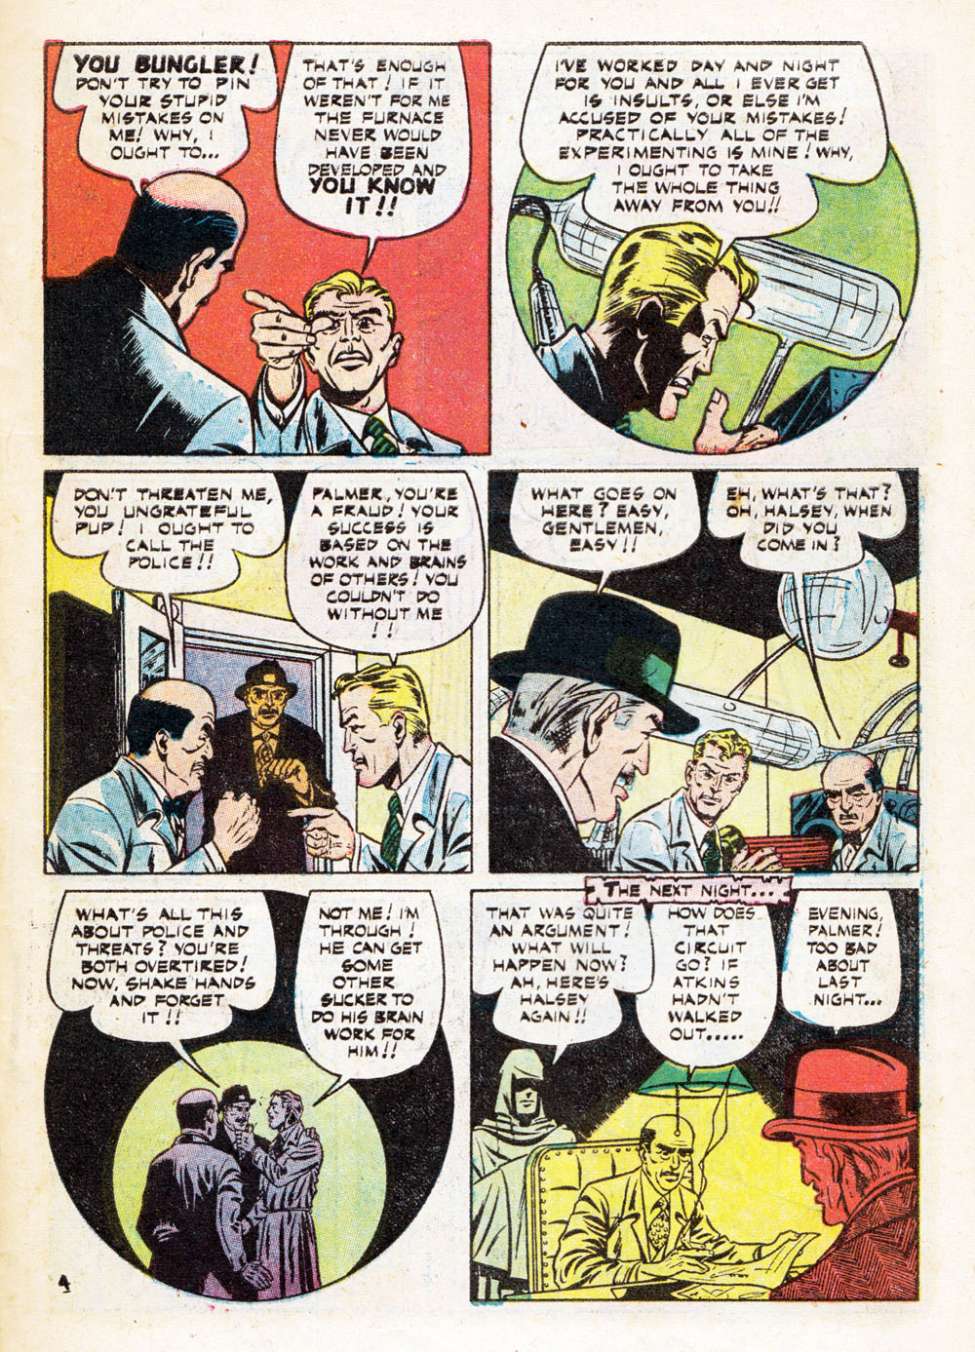 YOU BUNGLER!
DON'T TRY TO PIN
YOUR STUPID
MISTAKES ON
ME! WHY, I
OUGHT TO...
THAT'S ENOUGH
OF THAT! IF IT
WEREN'T FOR ME
THE FURNACE
NEVER WOULD
HAVE BEEN
DEVELOPED AND
YOU KNOW
IT!!
I'VE WORKED DAY AND NIGHT
FOR YOU AND ALL I EVER GET
IS INSULTS, OR ELSE I'M
ACCUSED OF YOUR MISTAKES!
PRACTICALLY ALL OF THE
EXPERIMENTING IS MINE! WHY,
I OUGHT TO TAKE
THE WHOLE THING
AWAY FROM YOU!!
DON'T THREATEN ME,
YOU UNGRATEFUL
PUP! I OUGHT TO
CALL THE
POLICE!!
PALMER, YOU'RE
A FRAUD! YOUR
SUCCESS IS
BASED ON THE
WORK AND BRAINS
OF OTHERS! YOU
COULDN'T DO
WITHOUT ME
!!
WHAT GOES ON
HERE? EASY,
GENTLEMEN,
EASY!!
EH, WHAT'S THAT?
OH, HALSEY, WHEN
DID YOU
COME IN?
WHAT'S ALL THIS
ABOUT POLICE AND
THREATS? YOU'RE
BOTH OVERTIRED!
NOW, SHAKE HANDS
AND FORGET
IT!!
NOT ME! I'M
THROUGH!
HE CAN GET
SOME
OTHER
SUCKER TO
DO HIS BRAIN
WORK FOR
HIM!!
THE NEXT NIGHT...
THAT WAS QUITE
AN ARGUMENT!
WHAT WILL
HAPPEN NOW?
AH, HERE'S
HALSEY
AGAIN!!
HOW DOES
THAT
CIRCUIT
GO? IF
ATKINS
HADN'T
WALKED
OUT.....
EVENING,
PALMER!
TOO BAD
ABOUT
LAST
NIGHT...
4